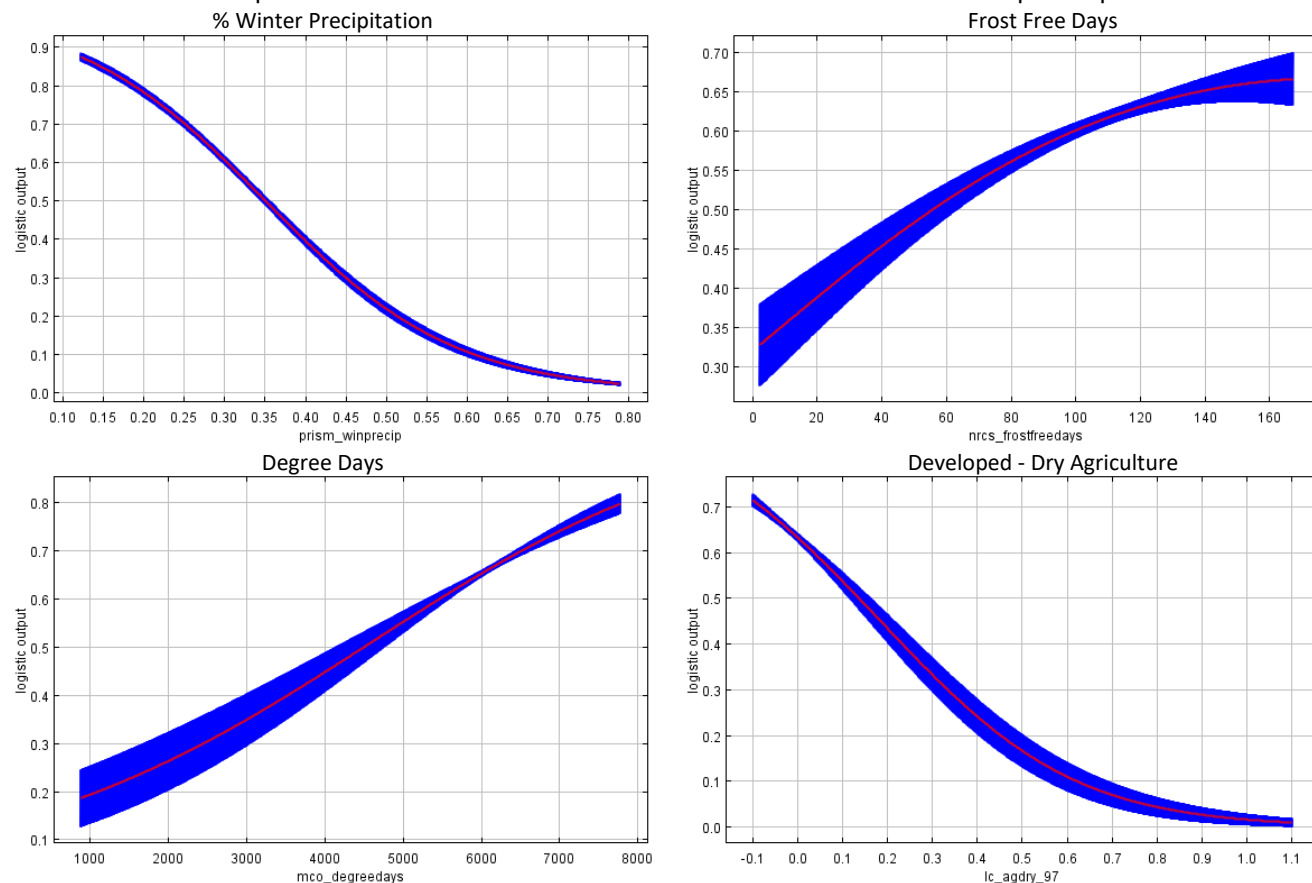 % Winter Precipitation
0.9
0.8
0.7
0.6
0.5
0.4
0.3
0.2
0.1
0.0
logistic output
0.10 0.15 0.20 0.25 0.30 0.35 0.40 0.45 0.50 0.55 0.60 0.65 0.70 0.75 0.80
prism_winprecip
Frost Free Days
0.70
0.65
0.60
0.55
0.50
0.45
0.40
0.35
0.30
logistic output
0 20 40 60 80 100 120 140 160
nrcs_frostfreedays
Degree Days
0.8
0.7
0.6
0.5
0.4
0.3
0.2
0.1
logistic output
1000 2000 3000 4000 5000 6000 7000 8000
mco_degreedays
Developed - Dry Agriculture
0.7
0.6
0.5
0.4
0.3
0.2
0.1
0.0
logistic output
-0.1 0.0 0.1 0.2 0.3 0.4 0.5 0.6 0.7 0.8 0.9 1.0 1.1
lc_agdry_97